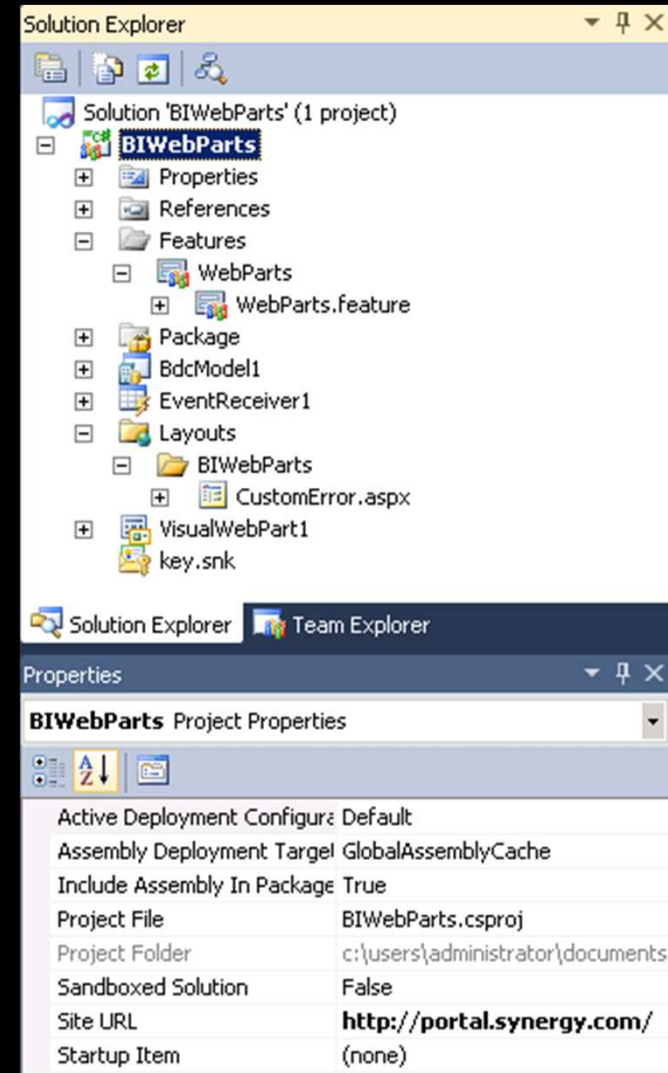 Solution Explorer
Solution 'BIWebParts' (1 project)
BIWebParts
Properties
References
Features
WebParts
WebParts.feature
Package
BdcModel1
EventReceiver1
Layouts
BIWebParts
CustomError.aspx
VisualWebPart1
key.snk
Solution Explorer Team Explorer
Properties
BIWebParts Project Properties
Active Deployment Configura Default
Assembly Deployment Target GlobalAssemblyCache
Include Assembly In Package True
Project File BIWebParts.csproj
Project Folder c:\users\administrator\documents
Sandboxed Solution False
Site URL http://portal.synergy.com/
Startup Item (none)